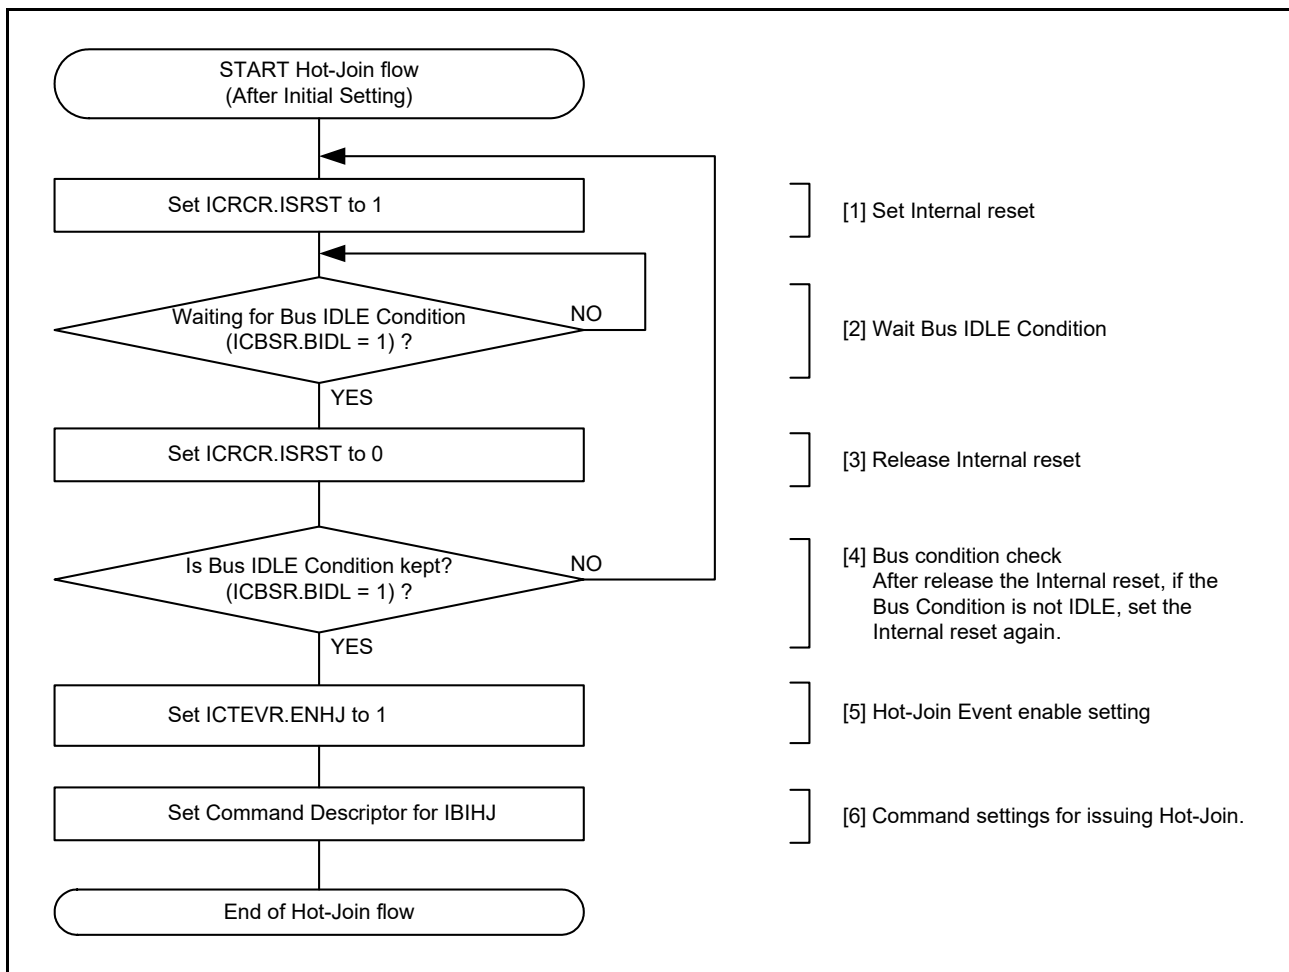 START Hot-Join flow
(After Initial Setting)
Set ICRCR.ISRST to 1
[1] Set Internal reset
Waiting for Bus IDLE Condition
(ICBSR.BIDL = 1) ?
NO
[2] Wait Bus IDLE Condition
YES
Set ICRCR.ISRST to 0
[3] Release Internal reset
Is Bus IDLE Condition kept?
(ICBSR.BIDL = 1) ?
NO
[4] Bus condition check
After release the Internal reset, if the
Bus Condition is not IDLE, set the
Internal reset again.
YES
Set ICTEVR.ENHJ to 1
[5] Hot-Join Event enable setting
Set Command Descriptor for IBIHJ
[6] Command settings for issuing Hot-Join.
End of Hot-Join flow